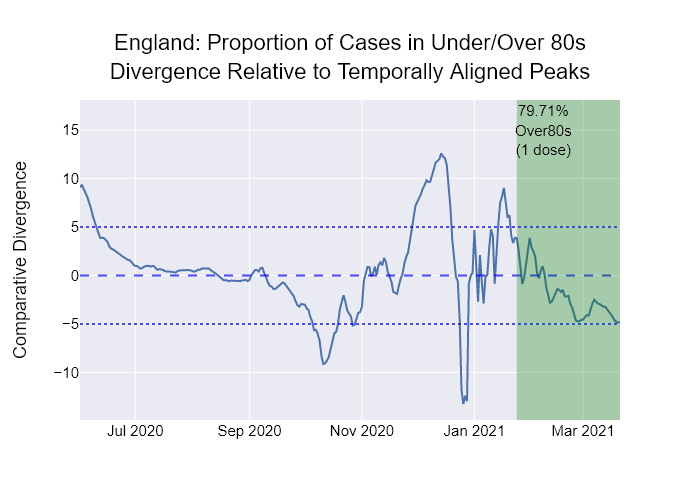 England: Proportion of Cases in Under/Over 80s
Divergence Relative to Temporally Aligned Peaks
79.71%
Over80s
(1 dose)
Comparative Divergence
15
10
5
0
−5
−10
Jul 2020
Sep 2020
Nov 2020
Jan 2021
Mar 2021